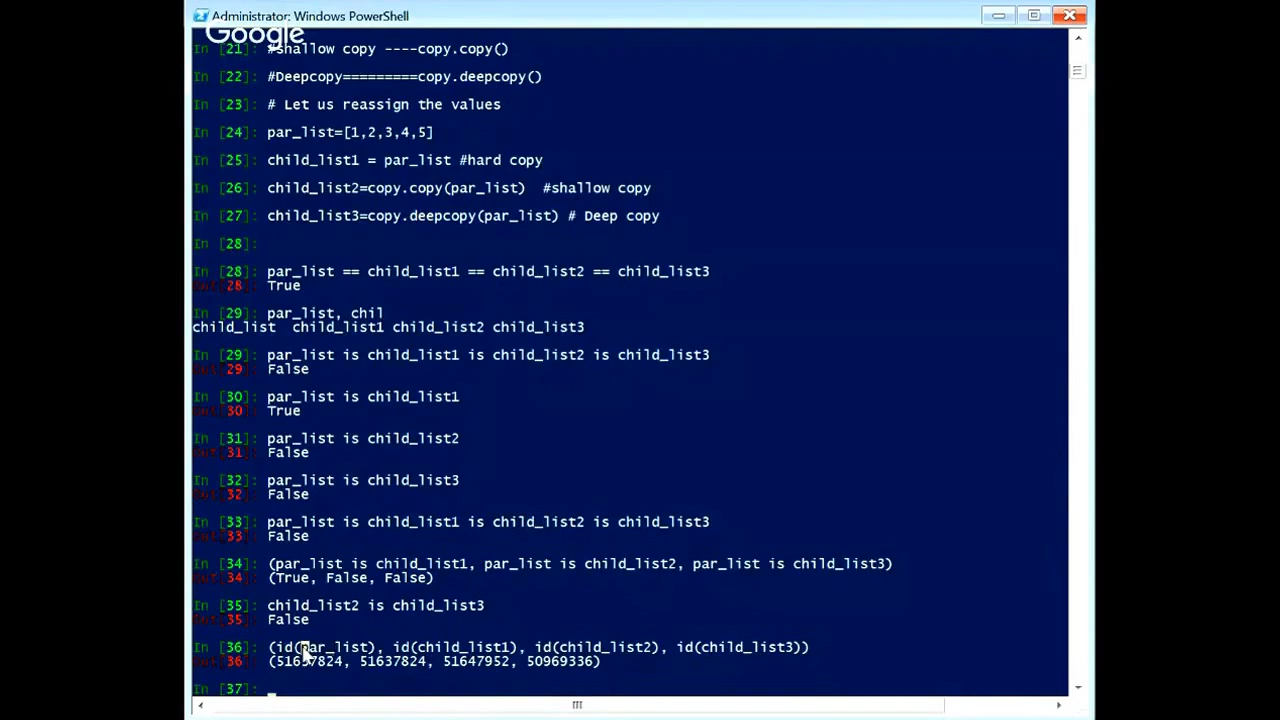 Administrator: Windows PowerShell
Google
In [21]: #shallow copy ----copy.copy()
In [22]: #Deepcopy=========copy.deepcopy()
In [23]: # Let us reassign the values
In [24]: par_list=[1,2,3,4,5]
In [25]: child_list1 = par_list #hard copy
In [26]: child_list2=copy.copy(par_list)  #shallow copy
In [27]: child_list3=copy.deepcopy(par_list) # Deep copy
In [28]:
In [28]: par_list == child_list1 == child_list2 == child_list3
Out[28]: True
In [29]: par_list, chil
child_list  child_list1 child_list2 child_list3
In [29]: par_list is child_list1 is child_list2 is child_list3
Out[29]: False
In [30]: par_list is child_list1
Out[30]: True
In [31]: par_list is child_list2
Out[31]: False
In [32]: par_list is child_list3
Out[32]: False
In [33]: par_list is child_list1 is child_list2 is child_list3
Out[33]: False
In [34]: (par_list is child_list1, par_list is child_list2, par_list is child_list3)
Out[34]: (True, False, False)
In [35]: child_list2 is child_list3
Out[35]: False
In [36]: (id(par_list), id(child_list1), id(child_list2), id(child_list3))
Out[36]: (51637824, 51637824, 51647952, 50969336)
In [37]: